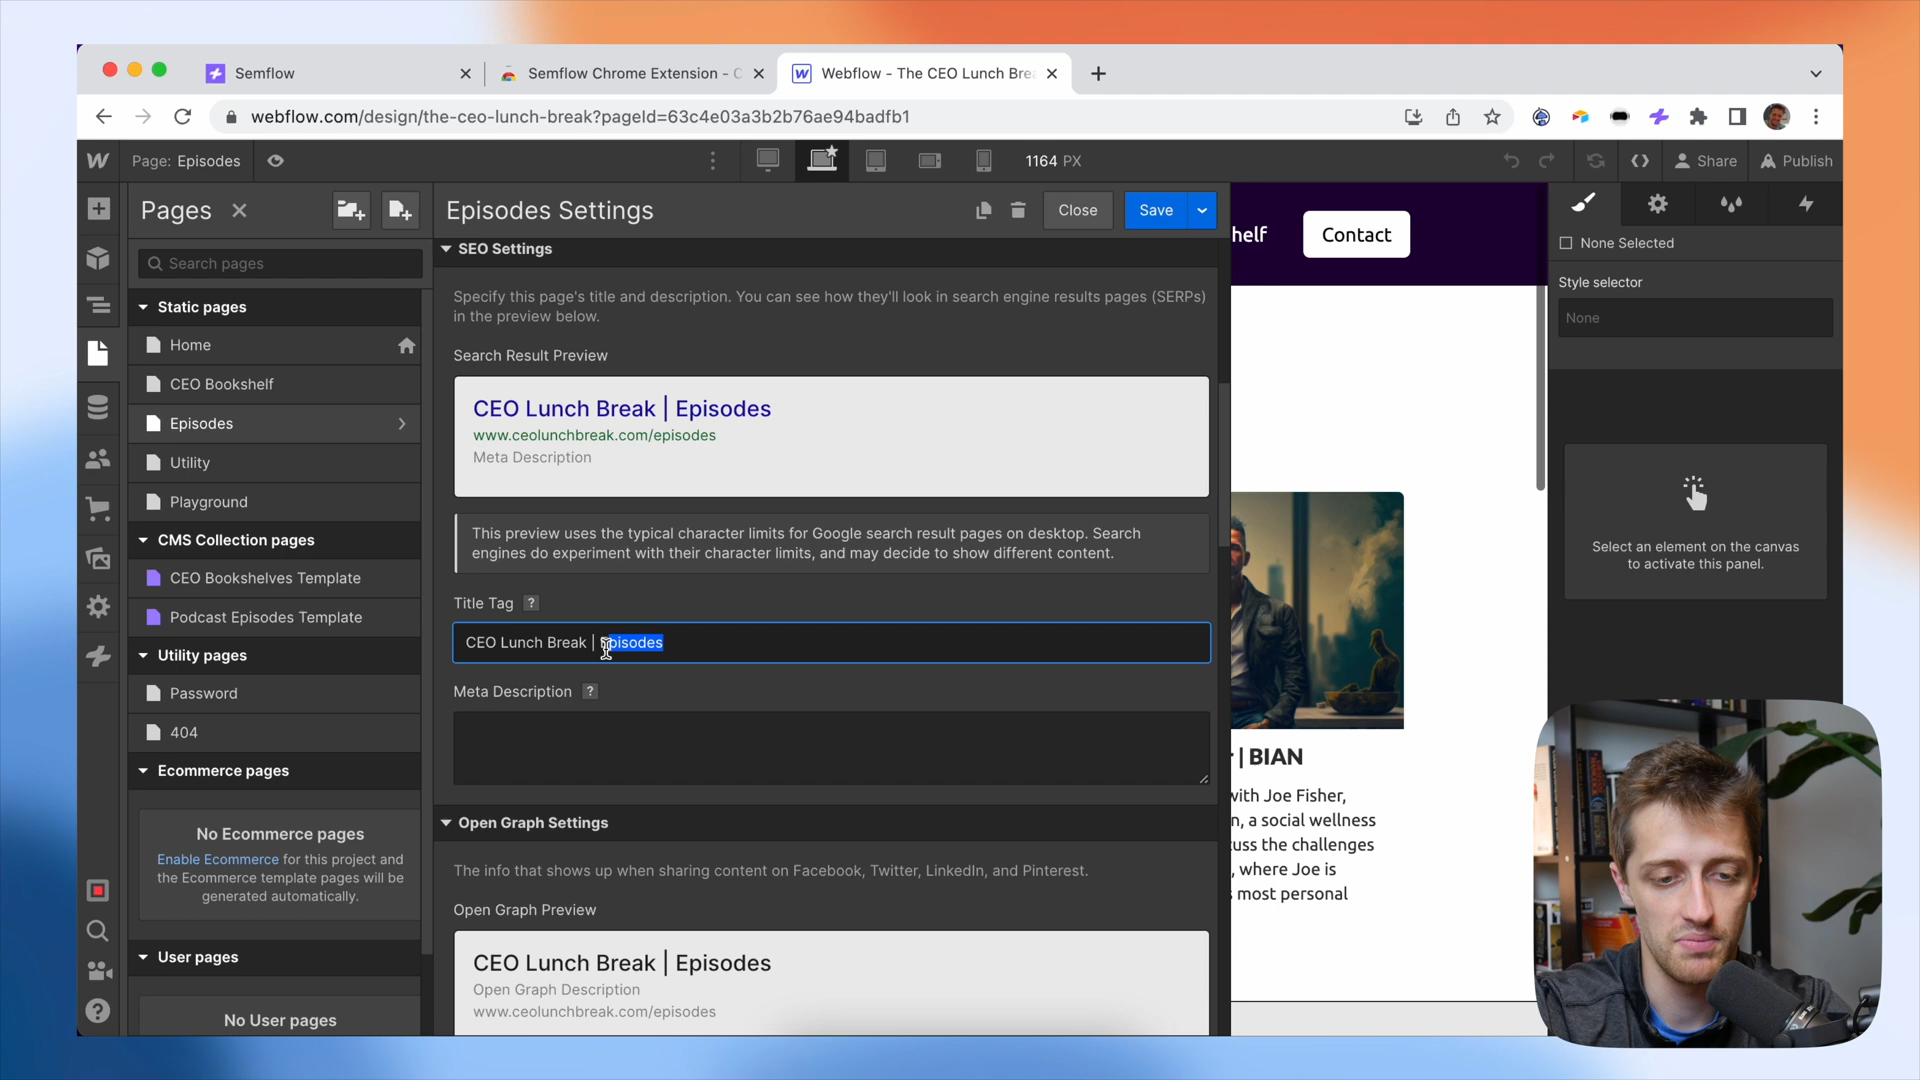 Semflow
Semflow Chrome Extension - C
Webflow - The CEO Lunch Bre
webflow.com/design/the-ceo-lunch-break?pageId=63c4e03a3b2b76ae94badfb1
Page: Episodes
1164 PX
Share
Publish
Pages
Episodes Settings
Close
Save
Search pages
Static pages
Home
CEO Bookshelf
Episodes
Utility
Playground
CMS Collection pages
CEO Bookshelves Template
Podcast Episodes Template
Utility pages
Password
404
Ecommerce pages
No Ecommerce pages
Enable Ecommerce for this project and
the Ecommerce template pages will be
generated automatically.
User pages
No User pages
SEO Settings
Specify this page's title and description. You can see how they'll look in search engine results pages (SERPs)
in the preview below.
Search Result Preview
CEO Lunch Break | Episodes
www.ceolunchbreak.com/episodes
Meta Description
This preview uses the typical character limits for Google search result pages on desktop. Search
engines do experiment with their character limits, and may decide to show different content.
Title Tag ?
CEO Lunch Break | Episodes
Meta Description ?
Open Graph Settings
The info that shows up when sharing content on Facebook, Twitter, LinkedIn, and Pinterest.
Open Graph Preview
CEO Lunch Break | Episodes
Open Graph Description
www.ceolunchbreak.com/episodes
helf
Contact
r | BIAN
with Joe Fisher,
n, a social wellness
uss the challenges
, where Joe is
s most personal
None Selected
Style selector
None
Select an element on the canvas
to activate this panel.